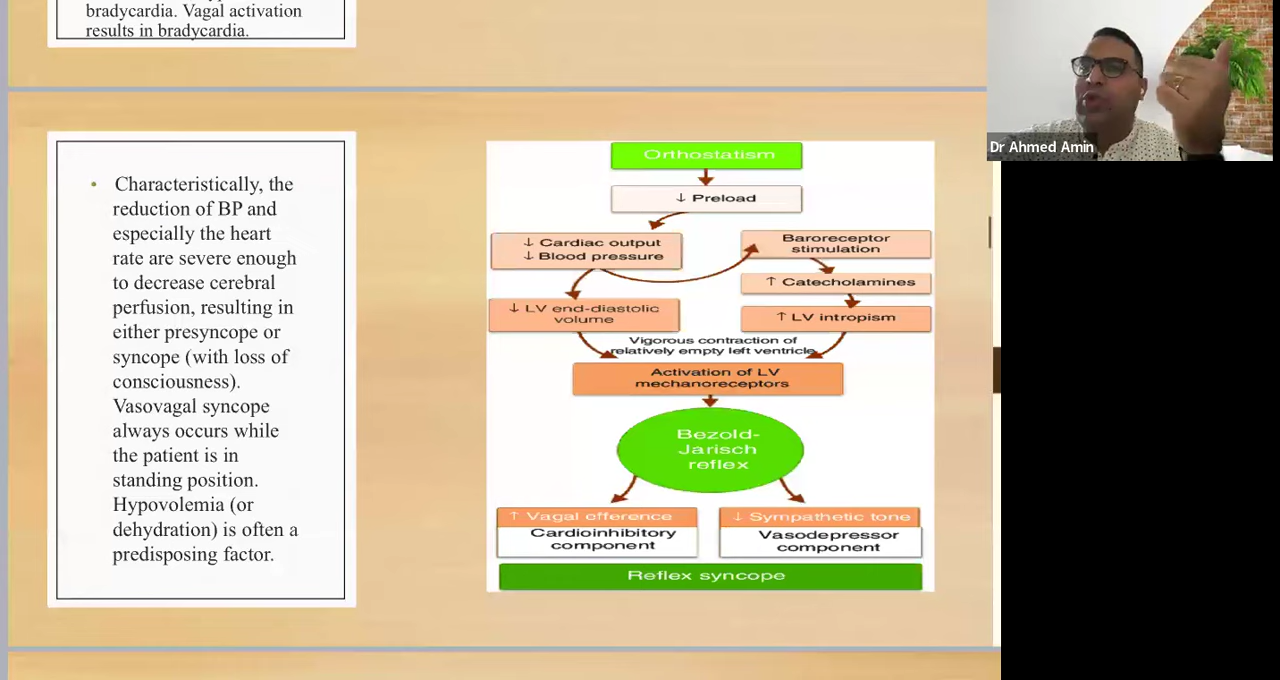 bradycardia. Vagal activation
results in bradycardia.
Dr Ahmed Amin
• Characteristically, the
reduction of BP and
especially the heart
rate are severe enough
to decrease cerebral
perfusion, resulting in
either presyncope or
syncope (with loss of
consciousness).
Vasovagal syncope
always occurs while
the patient is in
standing position.
Hypovolemia (or
dehydration) is often a
predisposing factor.
Orthostatism
↓ Preload
↓ Cardiac output
↓ Blood pressure
Baroreceptor
stimulation
↑ Catecholamines
↓ LV end-diastolic
volume
↑ LV intropism
Vigorous contraction of
relatively empty left ventricle
Activation of LV
mechanoreceptors
Bezold-
Jarisch
reflex
↑ Vagal efference
Cardioinhibitory
component
↓ Sympathetic tone
Vasodepressor
component
Reflex syncope